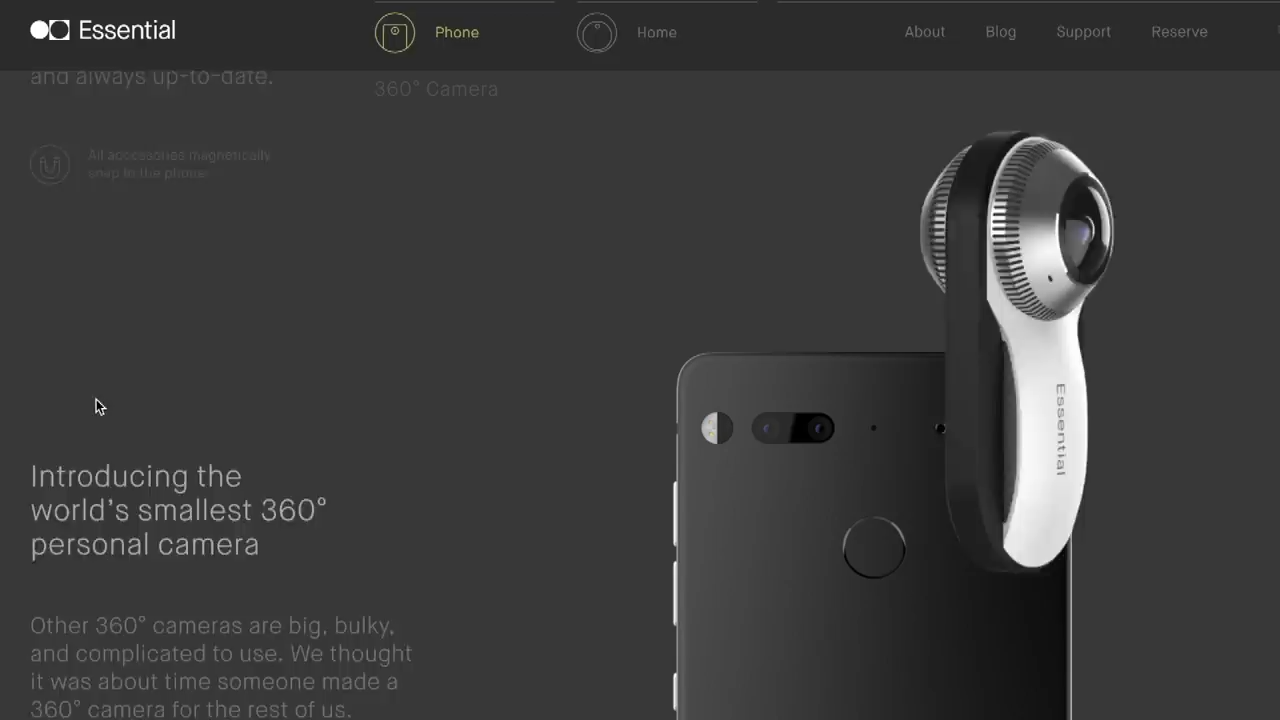 Essential
Phone
Home
About
Blog
Support
Reserve
and always up-to-date.
360° Camera
All accessories magnetically
snap to the phone
Essential
Introducing the
world's smallest 360°
personal camera
Other 360° cameras are big, bulky,
and complicated to use. We thought
it was about time someone made a
360° camera for the rest of us.